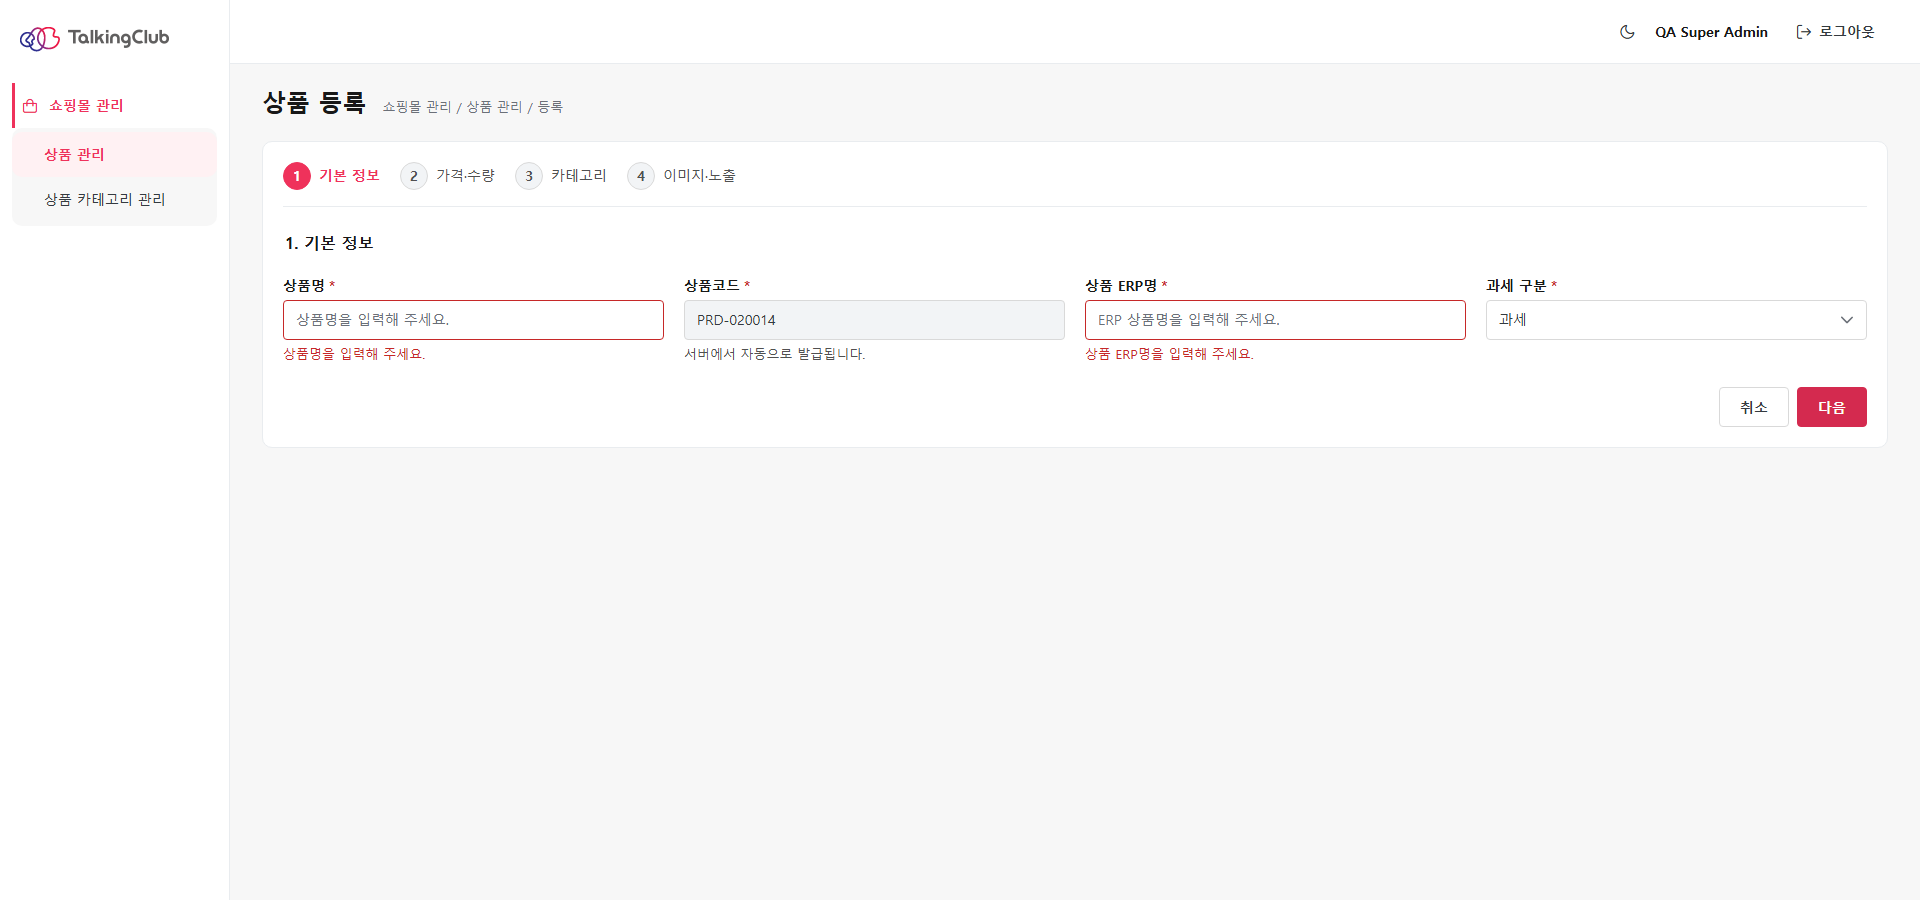 TalkingClub
QA Super Admin
로그아웃
쇼핑몰 관리
상품 관리
상품 카테고리 관리
상품 등록
쇼핑몰 관리 / 상품 관리 / 등록
1 기본 정보
2 가격·수량
3 카테고리
4 이미지·노출
1. 기본 정보
상품명 *
상품명을 입력해 주세요.
상품명을 입력해 주세요.
상품코드 *
PRD-020014
서버에서 자동으로 발급됩니다.
상품 ERP명 *
ERP 상품명을 입력해 주세요.
상품 ERP명을 입력해 주세요.
과세 구분 *
과세
취소
다음